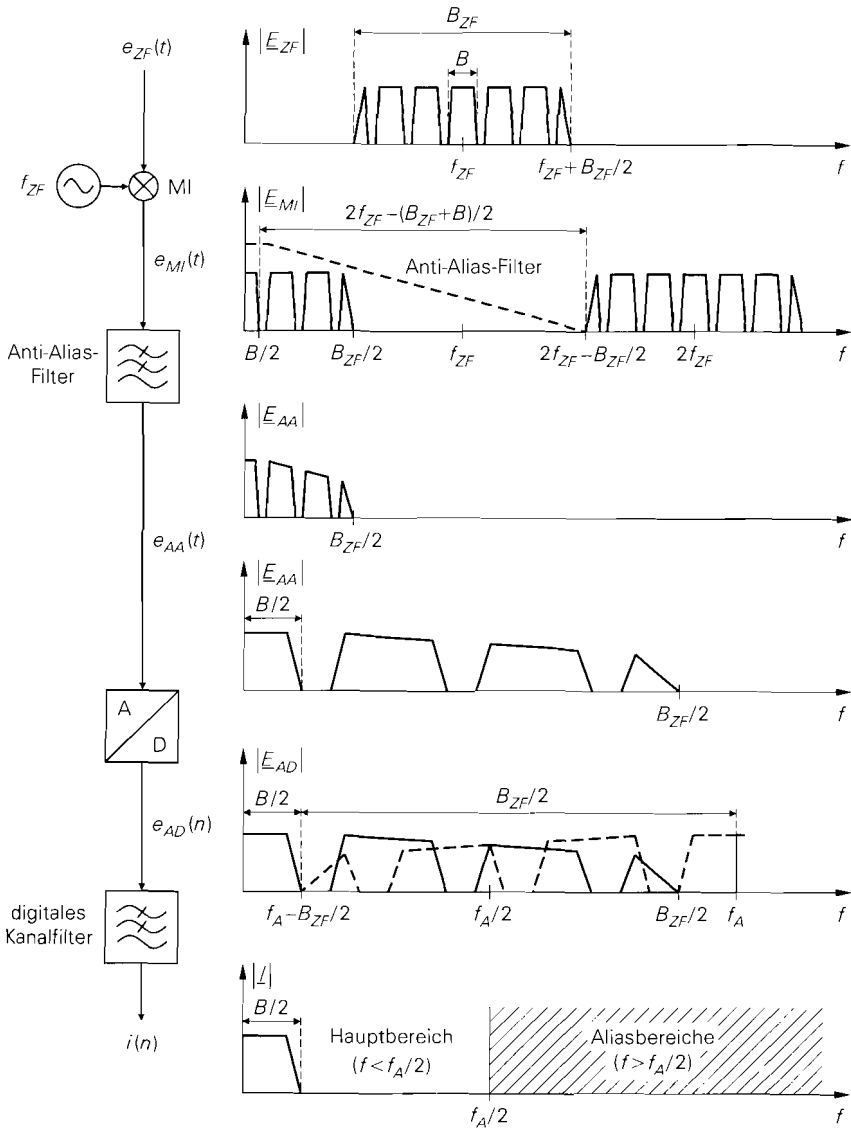 e_ZF(t)
f_ZF
MI
e_MI(t)
Anti-Alias-
Filter
e_AA(t)
A
D
e_AD(n)
digitales
Kanalfilter
i(n)
|E_ZF|
B_ZF
B
f_ZF
f_ZF+B_ZF/2
f
|E_MI|
2f_ZF−(B_ZF+B)/2
Anti-Alias-Filter
B/2
B_ZF/2
f_ZF
2f_ZF−B_ZF/2
2f_ZF
f
|E_AA|
B_ZF/2
f
|E_AA|
B/2
B_ZF/2
f
|E_AD|
B/2
B_ZF/2
f_A−B_ZF/2
f_A/2
B_ZF/2
f_A
f
|I|
B/2
Hauptbereich
(f<f_A/2)
Aliasbereiche
(f>f_A/2)
f_A/2
f